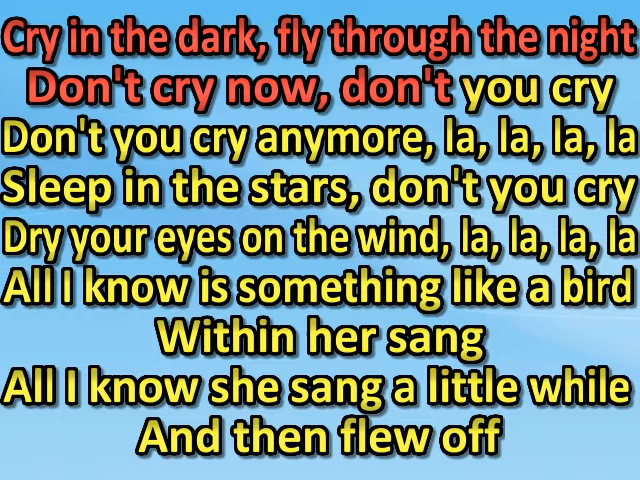 Cry in the dark, fly through the night
Don't cry now, don't you cry
Don't you cry anymore, la, la, la, la
Sleep in the stars, don't you cry
Dry your eyes on the wind, la, la, la, la
All I know is something like a bird
Within her sang
All I know she sang a little while
And then flew off